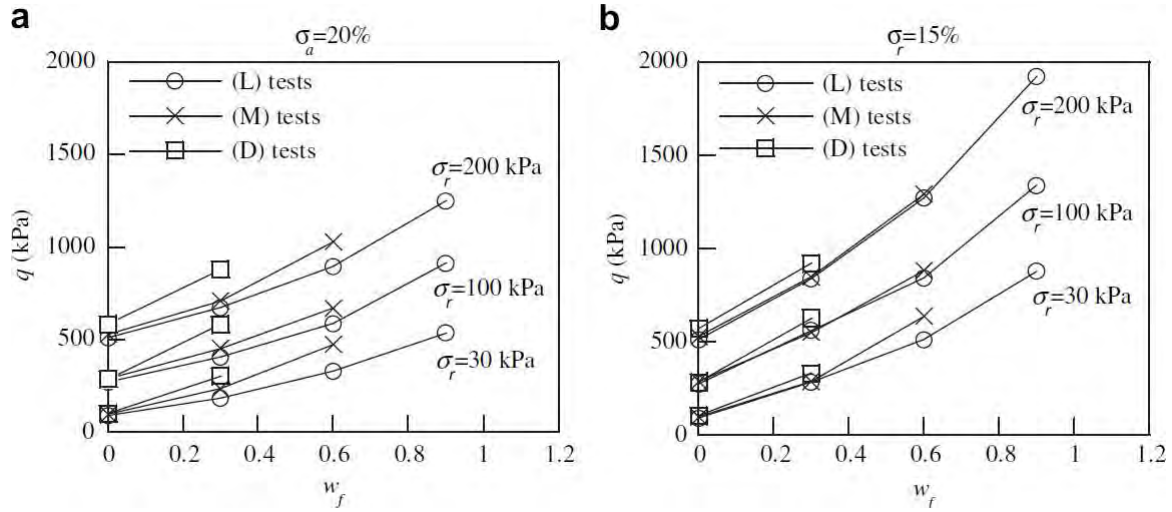 a
σa=20%
2000
1500
1000
500
0
q (kPa)
(L) tests
(M) tests
(D) tests
σr=200 kPa
σr=100 kPa
σr=30 kPa
0 0.2 0.4 0.6 0.8 1 1.2
wf
b
σr=15%
2000
1500
1000
500
0
q (kPa)
(L) tests
(M) tests
(D) tests
σr=200 kPa
σr=100 kPa
σr=30 kPa
0 0.2 0.4 0.6 0.8 1 1.2
wf